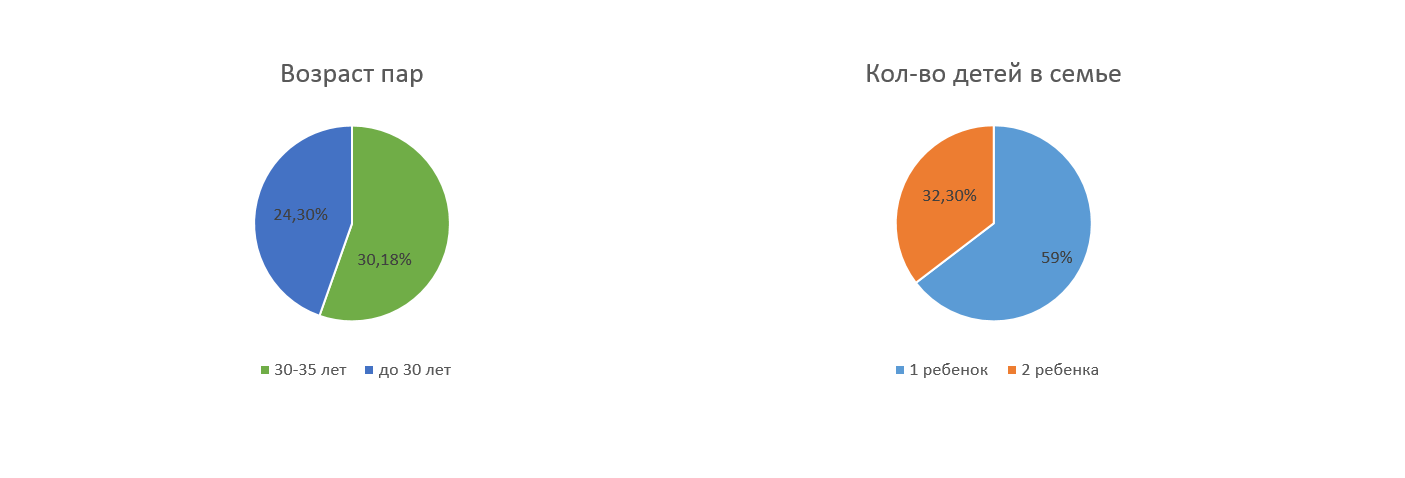 Возраст пар
24,30%
30,18%
30-35 лет до 30 лет
Кол-во детей в семье
32,30%
59%
1 ребенок 2 ребенка